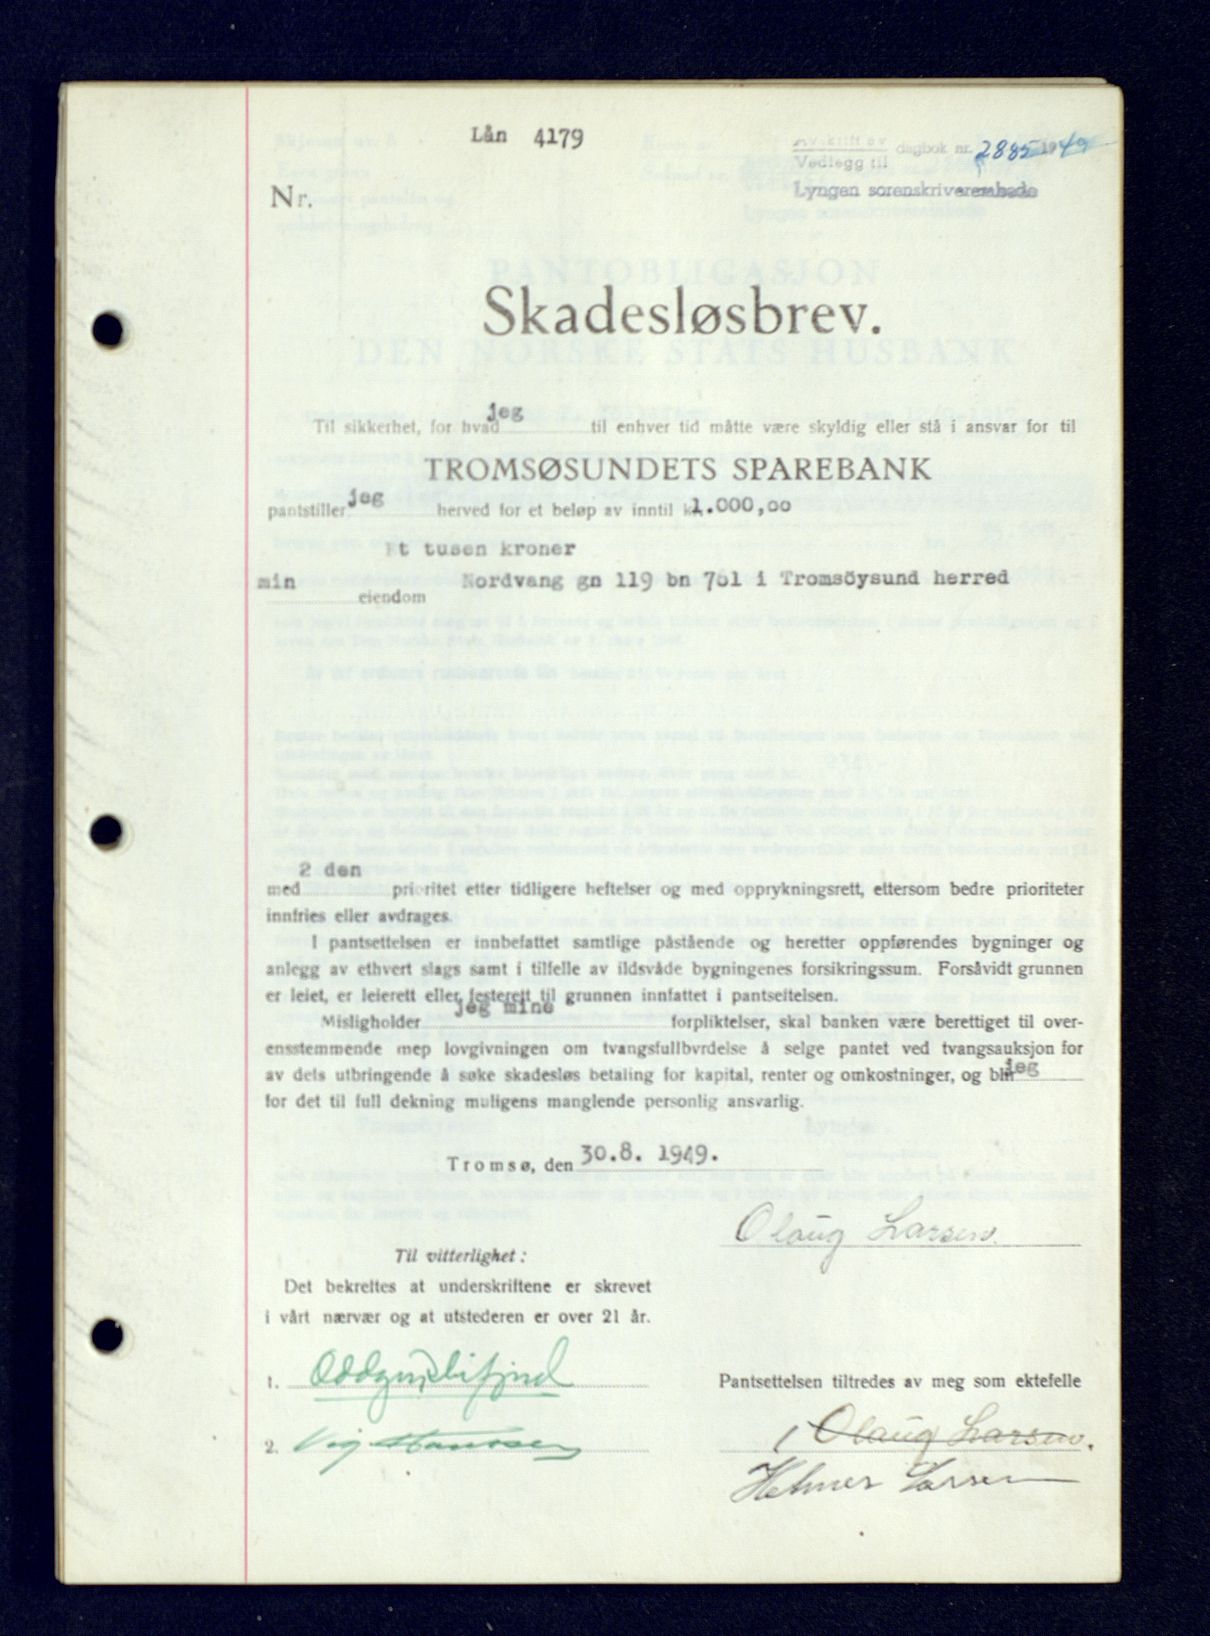 Lån 4179
Avskrift av
Vedlegg til
dagbok nr. 2885 1949
Lyngen sorenskriverembede
Nr.
Skadesløsbrev.
Til sikkerhet, for hvad jeg til enhver tid måtte være skyldig eller stå i ansvar for til
TROMSØSUNDETS SPAREBANK
pantstiller jeg herved for et beløp av inntil kr. 1.000,oo
Et tusen kroner
min eiendom Nordvang gn 119 bn 701 i Tromsöysund herred
med 2 den prioritet etter tidligere heftelser og med opprykningsrett, ettersom bedre prioriteter
innfries eller avdrages.
I pantsettelsen er innbefattet samtlige påstående og heretter oppførendes bygninger og
anlegg av ethvert slags samt i tilfelle av ildsvåde bygningenes forsikringssum. Forsåvidt grunnen
er leiet, er leierett eller festerett til grunnen innfattet i pantsettelsen.
Misligholder jeg mine forpliktelser, skal banken være berettiget til over-
ensstemmende mep lovgivningen om tvangsfullbyrdelse å selge pantet ved tvangsauksjon for
av dets utbringende å søke skadesløs betaling for kapital, renter og omkostninger, og blir jeg
for det til full dekning muligens manglende personlig ansvarlig.
Tromsø, den 30.8. 1949.
Olaug Larsen.
Til vitterlighet:
Det bekreftes at underskriftene er skrevet
i vårt nærvær og at utstederen er over 21 år.
1.
Pantsettelsen tiltredes av meg som ektefelle
2.
Olaug Larsen.
Helmer Larsen